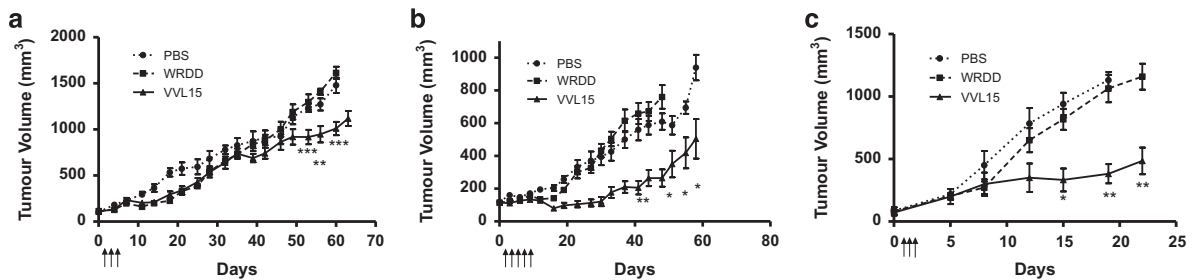 a
Tumour Volume (mm³)
2000
1500
1000
500
0
PBS
WRDD
VVL15
***
**
***
0 10 20 30 40 50 60 70
Days
b
Tumour Volume (mm³)
1000
800
600
400
200
0
PBS
WRDD
VVL15
**
*
*
*
0 20 40 60 80
Days
c
Tumour Volume (mm³)
1500
1000
500
0
PBS
WRDD
VVL15
*
**
**
0 5 10 15 20 25
Days